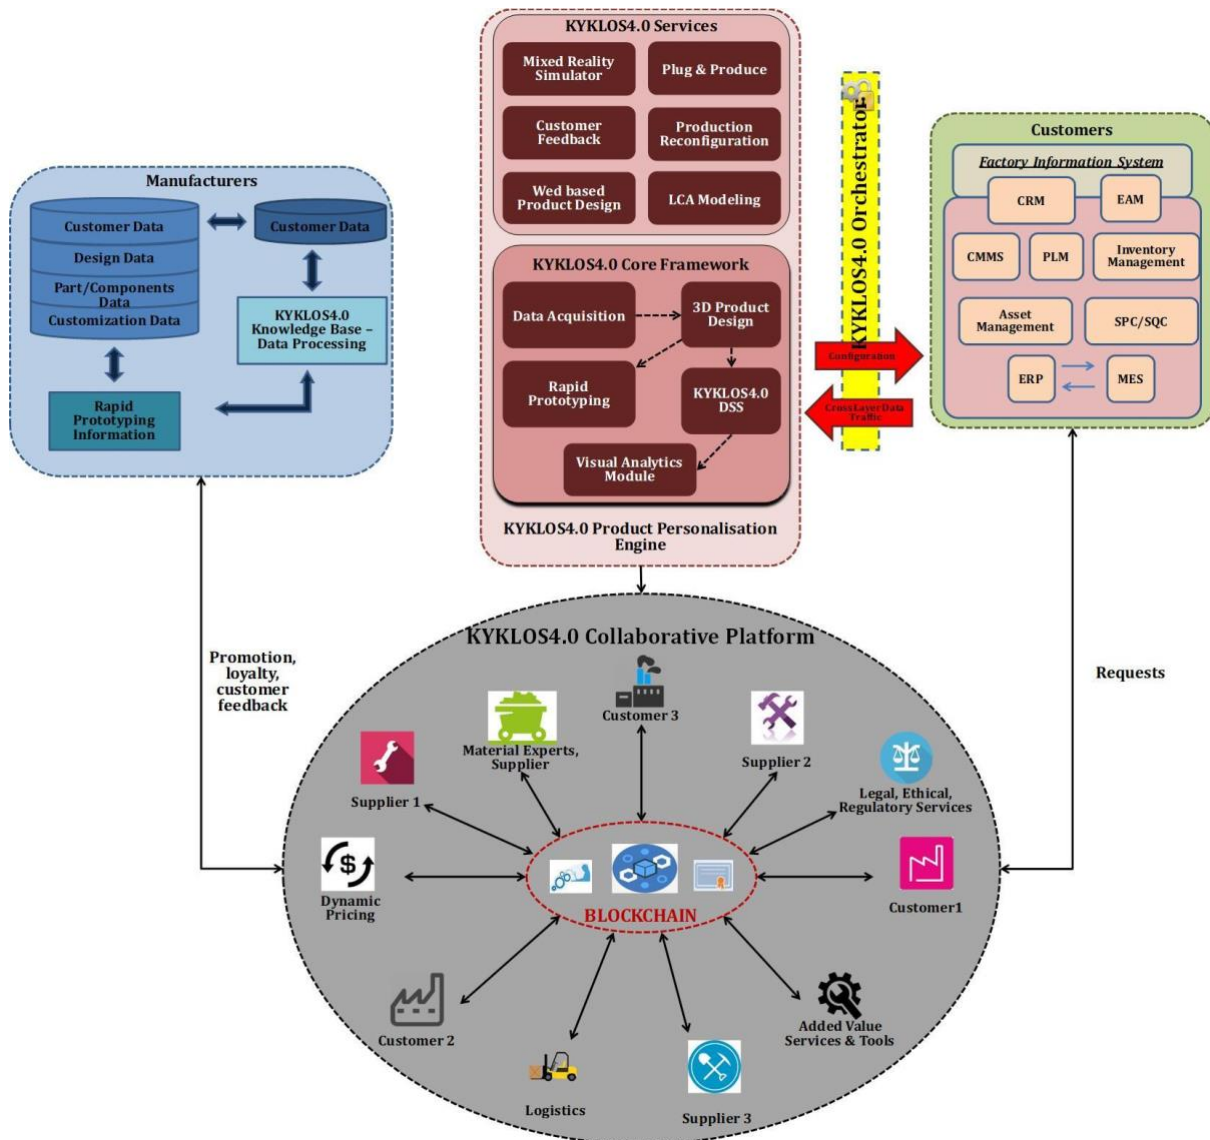 KYKLOS4.0 Services
Mixed Reality
Simulator
Plug & Produce
Customer
Feedback
Production
Reconfiguration
Wed based
Product Design
LCA Modeling
KYKLOS4.0 Core Framework
Data Acquisition
3D Product
Design
Rapid
Prototyping
KYKLOS4.0
DSS
Visual Analytics
Module
KYKLOS4.0 Product Personalisation
Engine
Manufacturers
Customer Data
Design Data
Part/Components
Data
Customization Data
Customer Data
KYKLOS4.0
Knowledge Base –
Data Processing
Rapid
Prototyping
Information
KYKLOS4.0 Orchestrator
Configuration
CrossLayerData
Traffic
Customers
Factory Information System
CRM
EAM
CMMS
PLM
Inventory
Management
Asset
Management
SPC/SQC
ERP
MES
Promotion,
loyalty,
customer
feedback
Requests
KYKLOS4.0 Collaborative Platform
Customer 3
Material Experts,
Supplier
Supplier 2
Supplier 1
Legal, Ethical,
Regulatory Services
$
Dynamic
Pricing
BLOCKCHAIN
Customer1
Customer 2
Added Value
Services & Tools
Logistics
Supplier 3